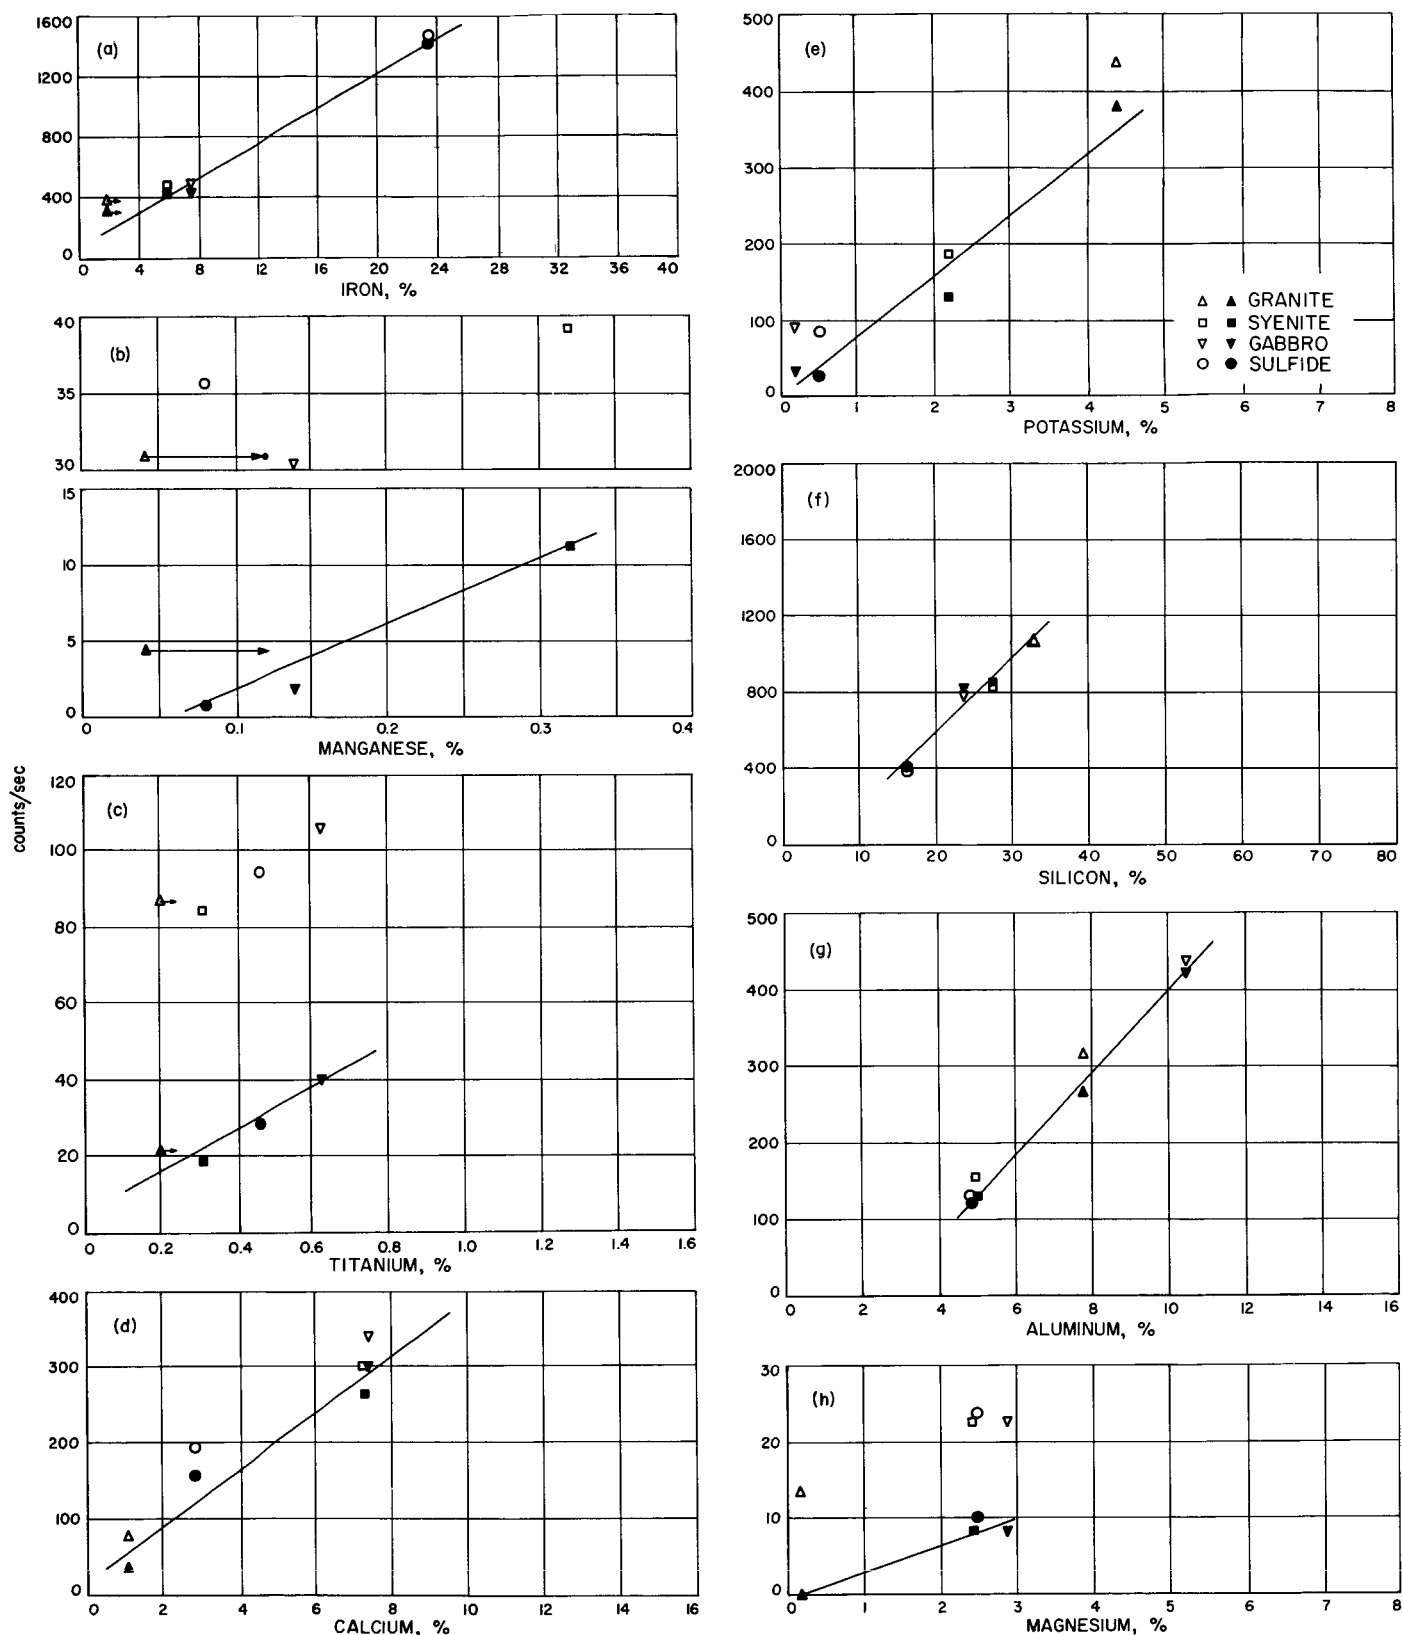 counts/sec
(a)
1600
1200
800
400
0
0 4 8 12 16 20 24 28 32 36 40
IRON, %
(b)
40
35
30
15
10
5
0
0 0.1 0.2 0.3 0.4
MANGANESE, %
(c)
120
100
80
60
40
20
0
0 0.2 0.4 0.6 0.8 1.0 1.2 1.4 1.6
TITANIUM, %
(d)
400
300
200
100
0
0 2 4 6 8 10 12 14 16
CALCIUM, %
(e)
500
400
300
200
100
0
GRANITE
SYENITE
GABBRO
SULFIDE
0 1 2 3 4 5 6 7 8
POTASSIUM, %
(f)
2000
1600
1200
800
400
0
0 10 20 30 40 50 60 70 80
SILICON, %
(g)
500
400
300
200
100
0
0 2 4 6 8 10 12 14 16
ALUMINUM, %
(h)
30
20
10
0
0 1 2 3 4 5 6 7 8
MAGNESIUM, %